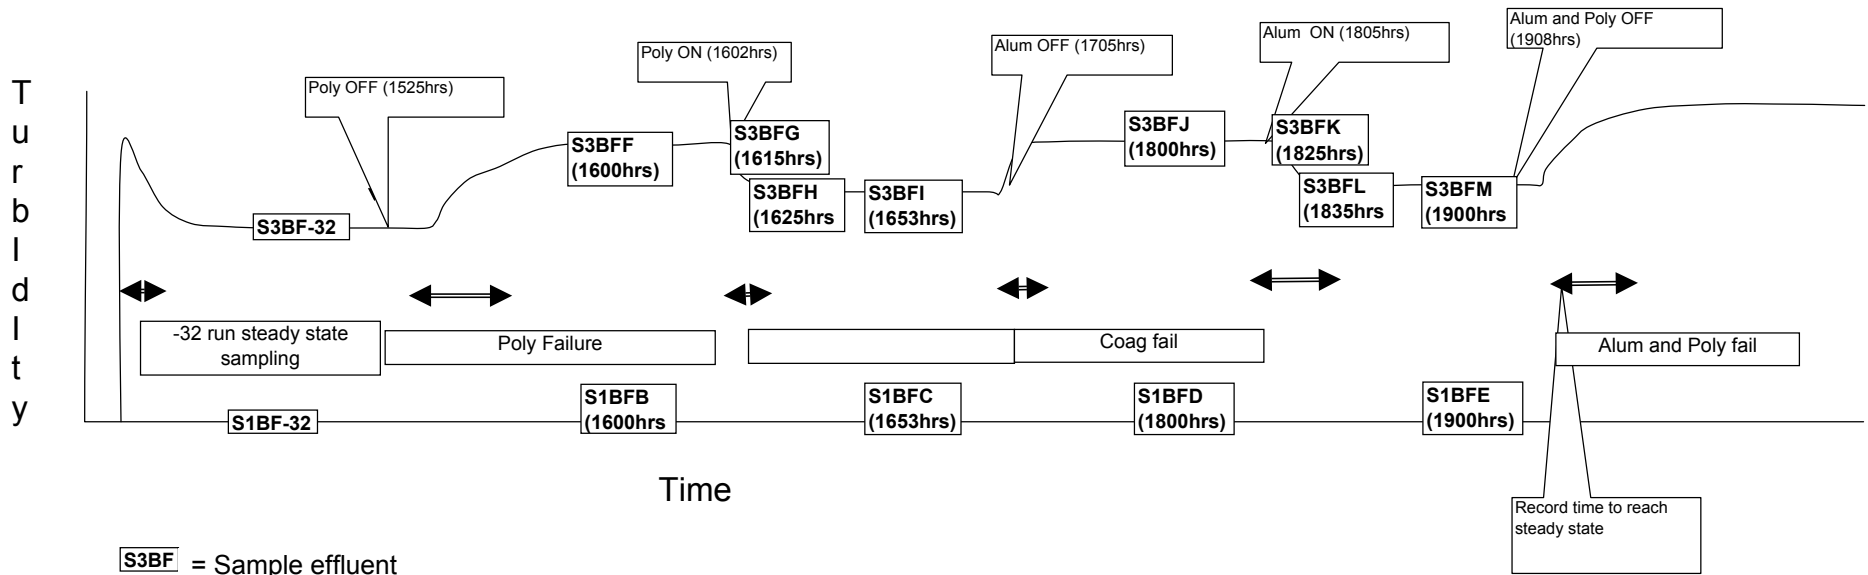 Poly OFF (1525hrs)
Poly ON (1602hrs)
Alum OFF (1705hrs)
Alum  ON (1805hrs)
Alum and Poly OFF
(1908hrs)
T
u
r
b
I
d
I
t
y
S3BF-32
S3BFF
(1600hrs)
S3BFG
(1615hrs)
S3BFH
(1625hrs
S3BFI
(1653hrs)
S3BFJ
(1800hrs)
S3BFK
(1825hrs)
S3BFL
(1835hrs
S3BFM
(1900hrs
-32 run steady state
sampling
Poly Failure
Coag fail
Alum and Poly fail
S1BF-32
S1BFB
(1600hrs
S1BFC
(1653hrs)
S1BFD
(1800hrs)
S1BFE
(1900hrs)
Time
Record time to reach
steady state
S3BF = Sample effluent